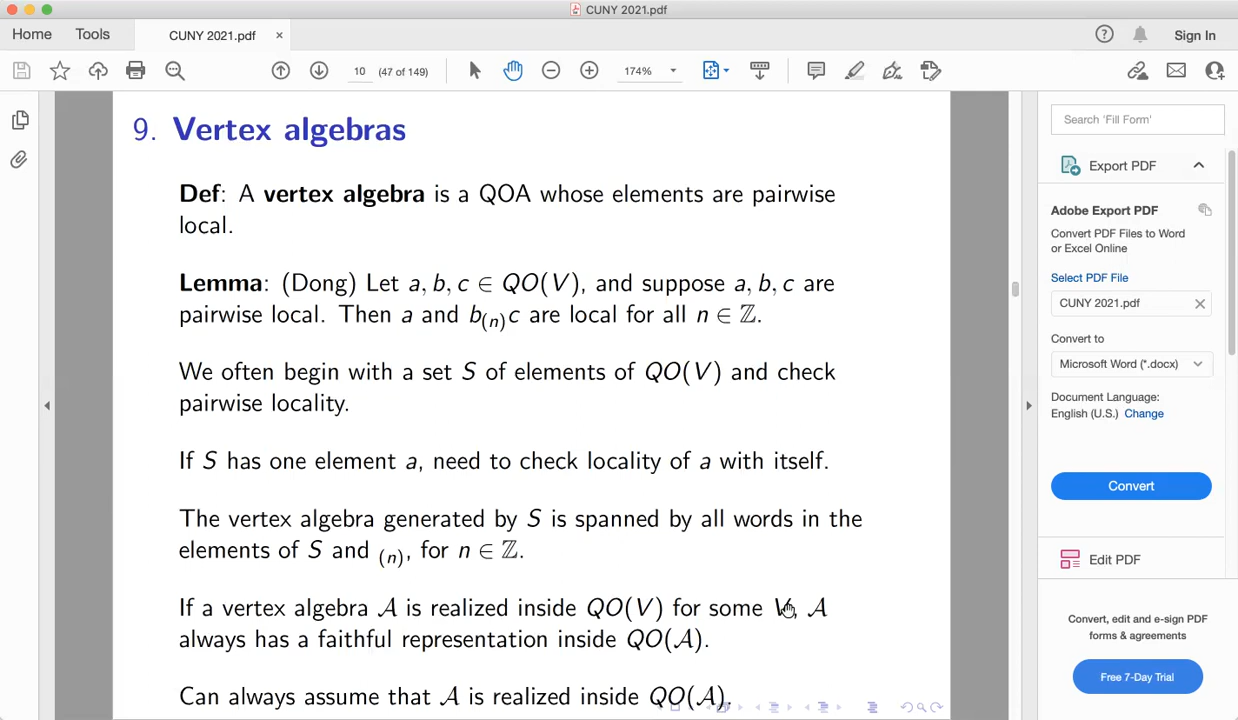 CUNY 2021.pdf
Home Tools CUNY 2021.pdf × Sign In
10 (47 of 149) 174%
9. Vertex algebras
Def: A vertex algebra is a QOA whose elements are pairwise
local.
Lemma: (Dong) Let a, b, c ∈ QO(V), and suppose a, b, c are
pairwise local. Then a and b₍ₙ₎c are local for all n ∈ ℤ.
We often begin with a set S of elements of QO(V) and check
pairwise locality.
If S has one element a, need to check locality of a with itself.
The vertex algebra generated by S is spanned by all words in the
elements of S and ₍ₙ₎, for n ∈ ℤ.
If a vertex algebra 𝒜 is realized inside QO(V) for some V, 𝒜
always has a faithful representation inside QO(𝒜).
Can always assume that 𝒜 is realized inside QO(𝒜).
Search 'Fill Form'
Export PDF
Adobe Export PDF
Convert PDF Files to Word
or Excel Online
Select PDF File
CUNY 2021.pdf
Convert to
Microsoft Word (*.docx)
Document Language:
English (U.S.) Change
Convert
Edit PDF
Convert, edit and e-sign PDF
forms & agreements
Free 7-Day Trial